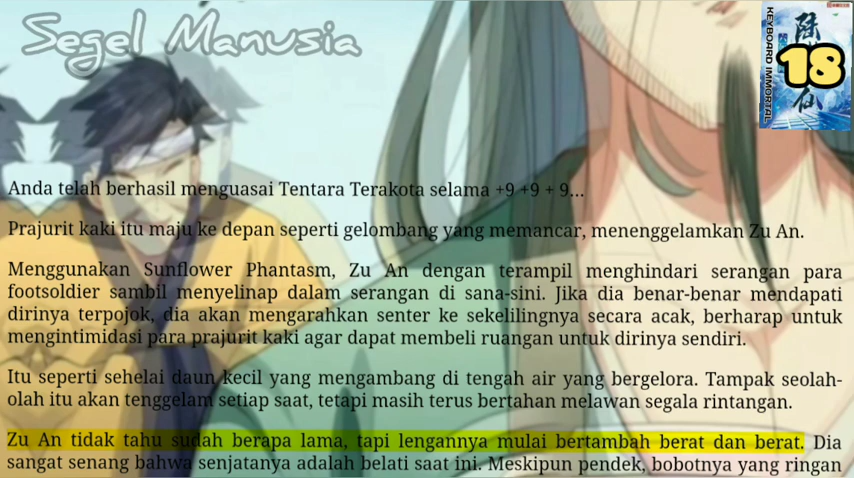 Segel Manusia
KEYBOARD IMMORTAL
陆
仙
18
Anda telah berhasil menguasai Tentara Terakota selama +9 +9 + 9...
Prajurit kaki itu maju ke depan seperti gelombang yang memancar, menenggelamkan Zu An.
Menggunakan Sunflower Phantasm, Zu An dengan terampil menghindari serangan para
footsoldier sambil menyelinap dalam serangan di sana-sini. Jika dia benar-benar mendapati
dirinya terpojok, dia akan mengarahkan senter ke sekelilingnya secara acak, berharap untuk
mengintimidasi para prajurit kaki agar dapat membeli ruangan untuk dirinya sendiri.
Itu seperti sehelai daun kecil yang mengambang di tengah air yang bergelora. Tampak seolah-
olah itu akan tenggelam setiap saat, tetapi masih terus bertahan melawan segala rintangan.
Zu An tidak tahu sudah berapa lama, tapi lengannya mulai bertambah berat dan berat. Dia
sangat senang bahwa senjatanya adalah belati saat ini. Meskipun pendek, bobotnya yang ringan